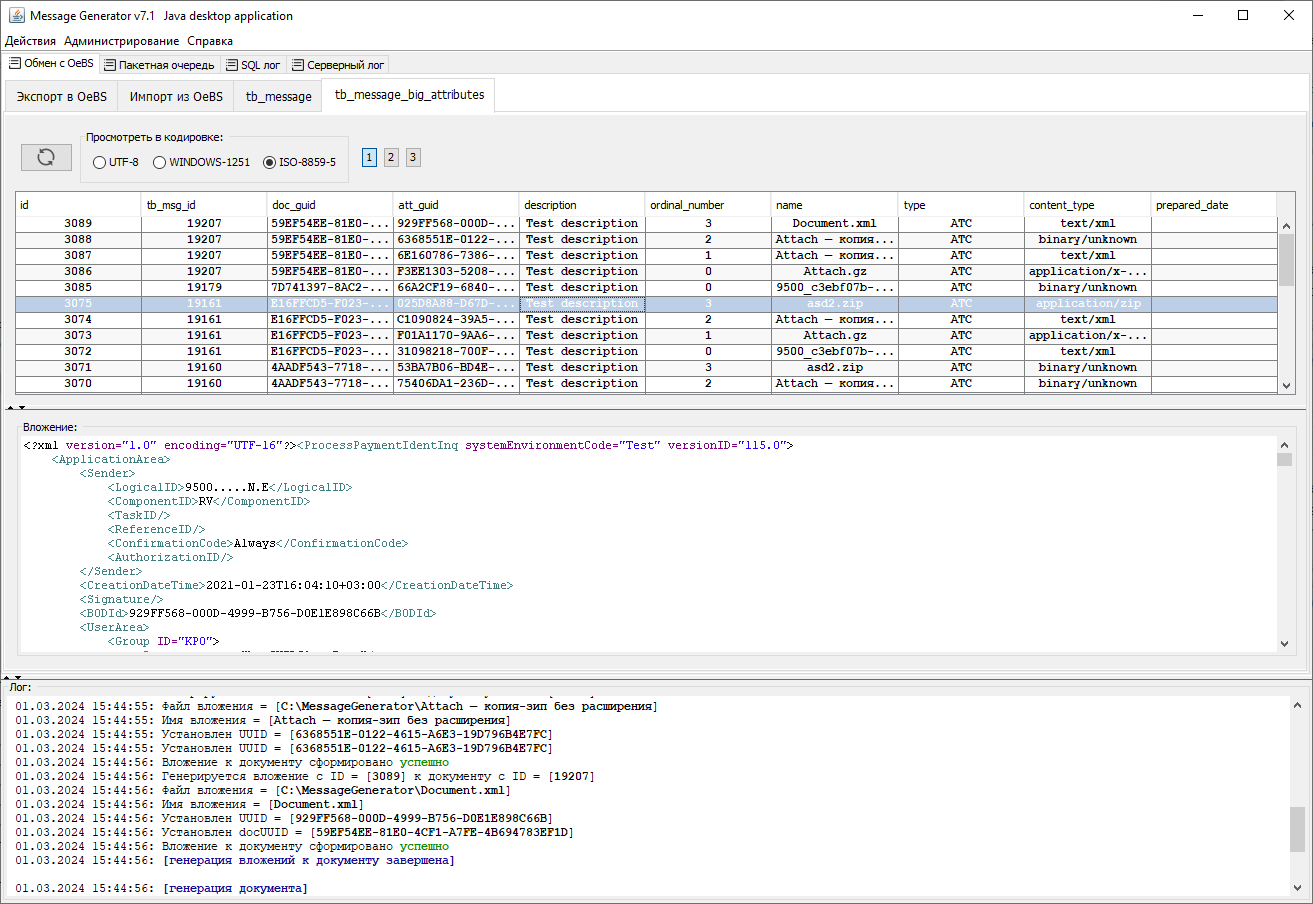 Message Generator v7.1 Java desktop application
Действия Администрирование Справка
Обмен с OeBS Пакетная очередь SQL лог Серверный лог
Экспорт в OeBS Импорт из OeBS tb_message tb_message_big_attributes
Просмотреть в кодировке:
UTF-8 WINDOWS-1251 ISO-8859-5 1 2 3
id tb_msg_id doc_guid att_guid description ordinal_number name type content_type prepared_date
3089 19207 59EF54EE-81E0-... 929FF568-000D-... Test description 3 Document.xml ATC text/xml
3088 19207 59EF54EE-81E0-... 6368551E-0122-... Test description 2 Attach — копия... ATC binary/unknown
3087 19207 59EF54EE-81E0-... 6E160786-7386-... Test description 1 Attach — копия... ATC text/xml
3086 19207 59EF54EE-81E0-... F3EE1303-5208-... Test description 0 Attach.gz ATC application/x-...
3085 19179 7D741397-8AC2-... 66A2CF19-6840-... Test description 0 9500_c3ebf07b-... ATC binary/unknown
3075 19161 E16FFCD5-F023-... 025D8A88-D67D-... Test description 3 asd2.zip ATC application/zip
3074 19161 E16FFCD5-F023-... C1090824-39A5-... Test description 2 Attach — копия... ATC text/xml
3073 19161 E16FFCD5-F023-... F01A1170-9AA6-... Test description 1 Attach.gz ATC application/x-...
3072 19161 E16FFCD5-F023-... 31098218-700F-... Test description 0 9500_c3ebf07b-... ATC text/xml
3071 19160 4AADF543-7718-... 53BA7B06-BD4E-... Test description 3 asd2.zip ATC binary/unknown
3070 19160 4AADF543-7718-... 75406DA1-236D-... Test description 2 Attach — копия... ATC binary/unknown
Вложение:
<?xml version="1.0" encoding="UTF-16"?><ProcessPaymentIdentInq systemEnvironmentCode="Test" versionID="115.0">
<ApplicationArea>
<Sender>
<LogicalID>9500.....N.E</LogicalID>
<ComponentID>RV</ComponentID>
<TaskID/>
<ReferenceID/>
<ConfirmationCode>Always</ConfirmationCode>
<AuthorizationID/>
</Sender>
<CreationDateTime>2021-01-23T16:04:10+03:00</CreationDateTime>
<Signature/>
<BODId>929FF568-000D-4999-B756-D0E1E898C66B</BODId>
<UserArea>
<Group ID="KPO">
Лог:
01.03.2024 15:44:55: Файл вложения = [C:\MessageGenerator\Attach — копия-зип без расширения]
01.03.2024 15:44:55: Имя вложения = [Attach — копия-зип без расширения]
01.03.2024 15:44:55: Установлен UUID = [6368551E-0122-4615-A6E3-19D796B4E7FC]
01.03.2024 15:44:55: Установлен UUID = [6368551E-0122-4615-A6E3-19D796B4E7FC]
01.03.2024 15:44:56: Вложение к документу сформировано успешно
01.03.2024 15:44:56: Генерируется вложение с ID = [3089] к документу с ID = [19207]
01.03.2024 15:44:56: Файл вложения = [C:\MessageGenerator\Document.xml]
01.03.2024 15:44:56: Имя вложения = [Document.xml]
01.03.2024 15:44:56: Установлен UUID = [929FF568-000D-4999-B756-D0E1E898C66B]
01.03.2024 15:44:56: Установлен docUUID = [59EF54EE-81E0-4CF1-A7FE-4B694783EF1D]
01.03.2024 15:44:56: Вложение к документу сформировано успешно
01.03.2024 15:44:56: [генерация вложений к документу завершена]
01.03.2024 15:44:56: [генерация документа]